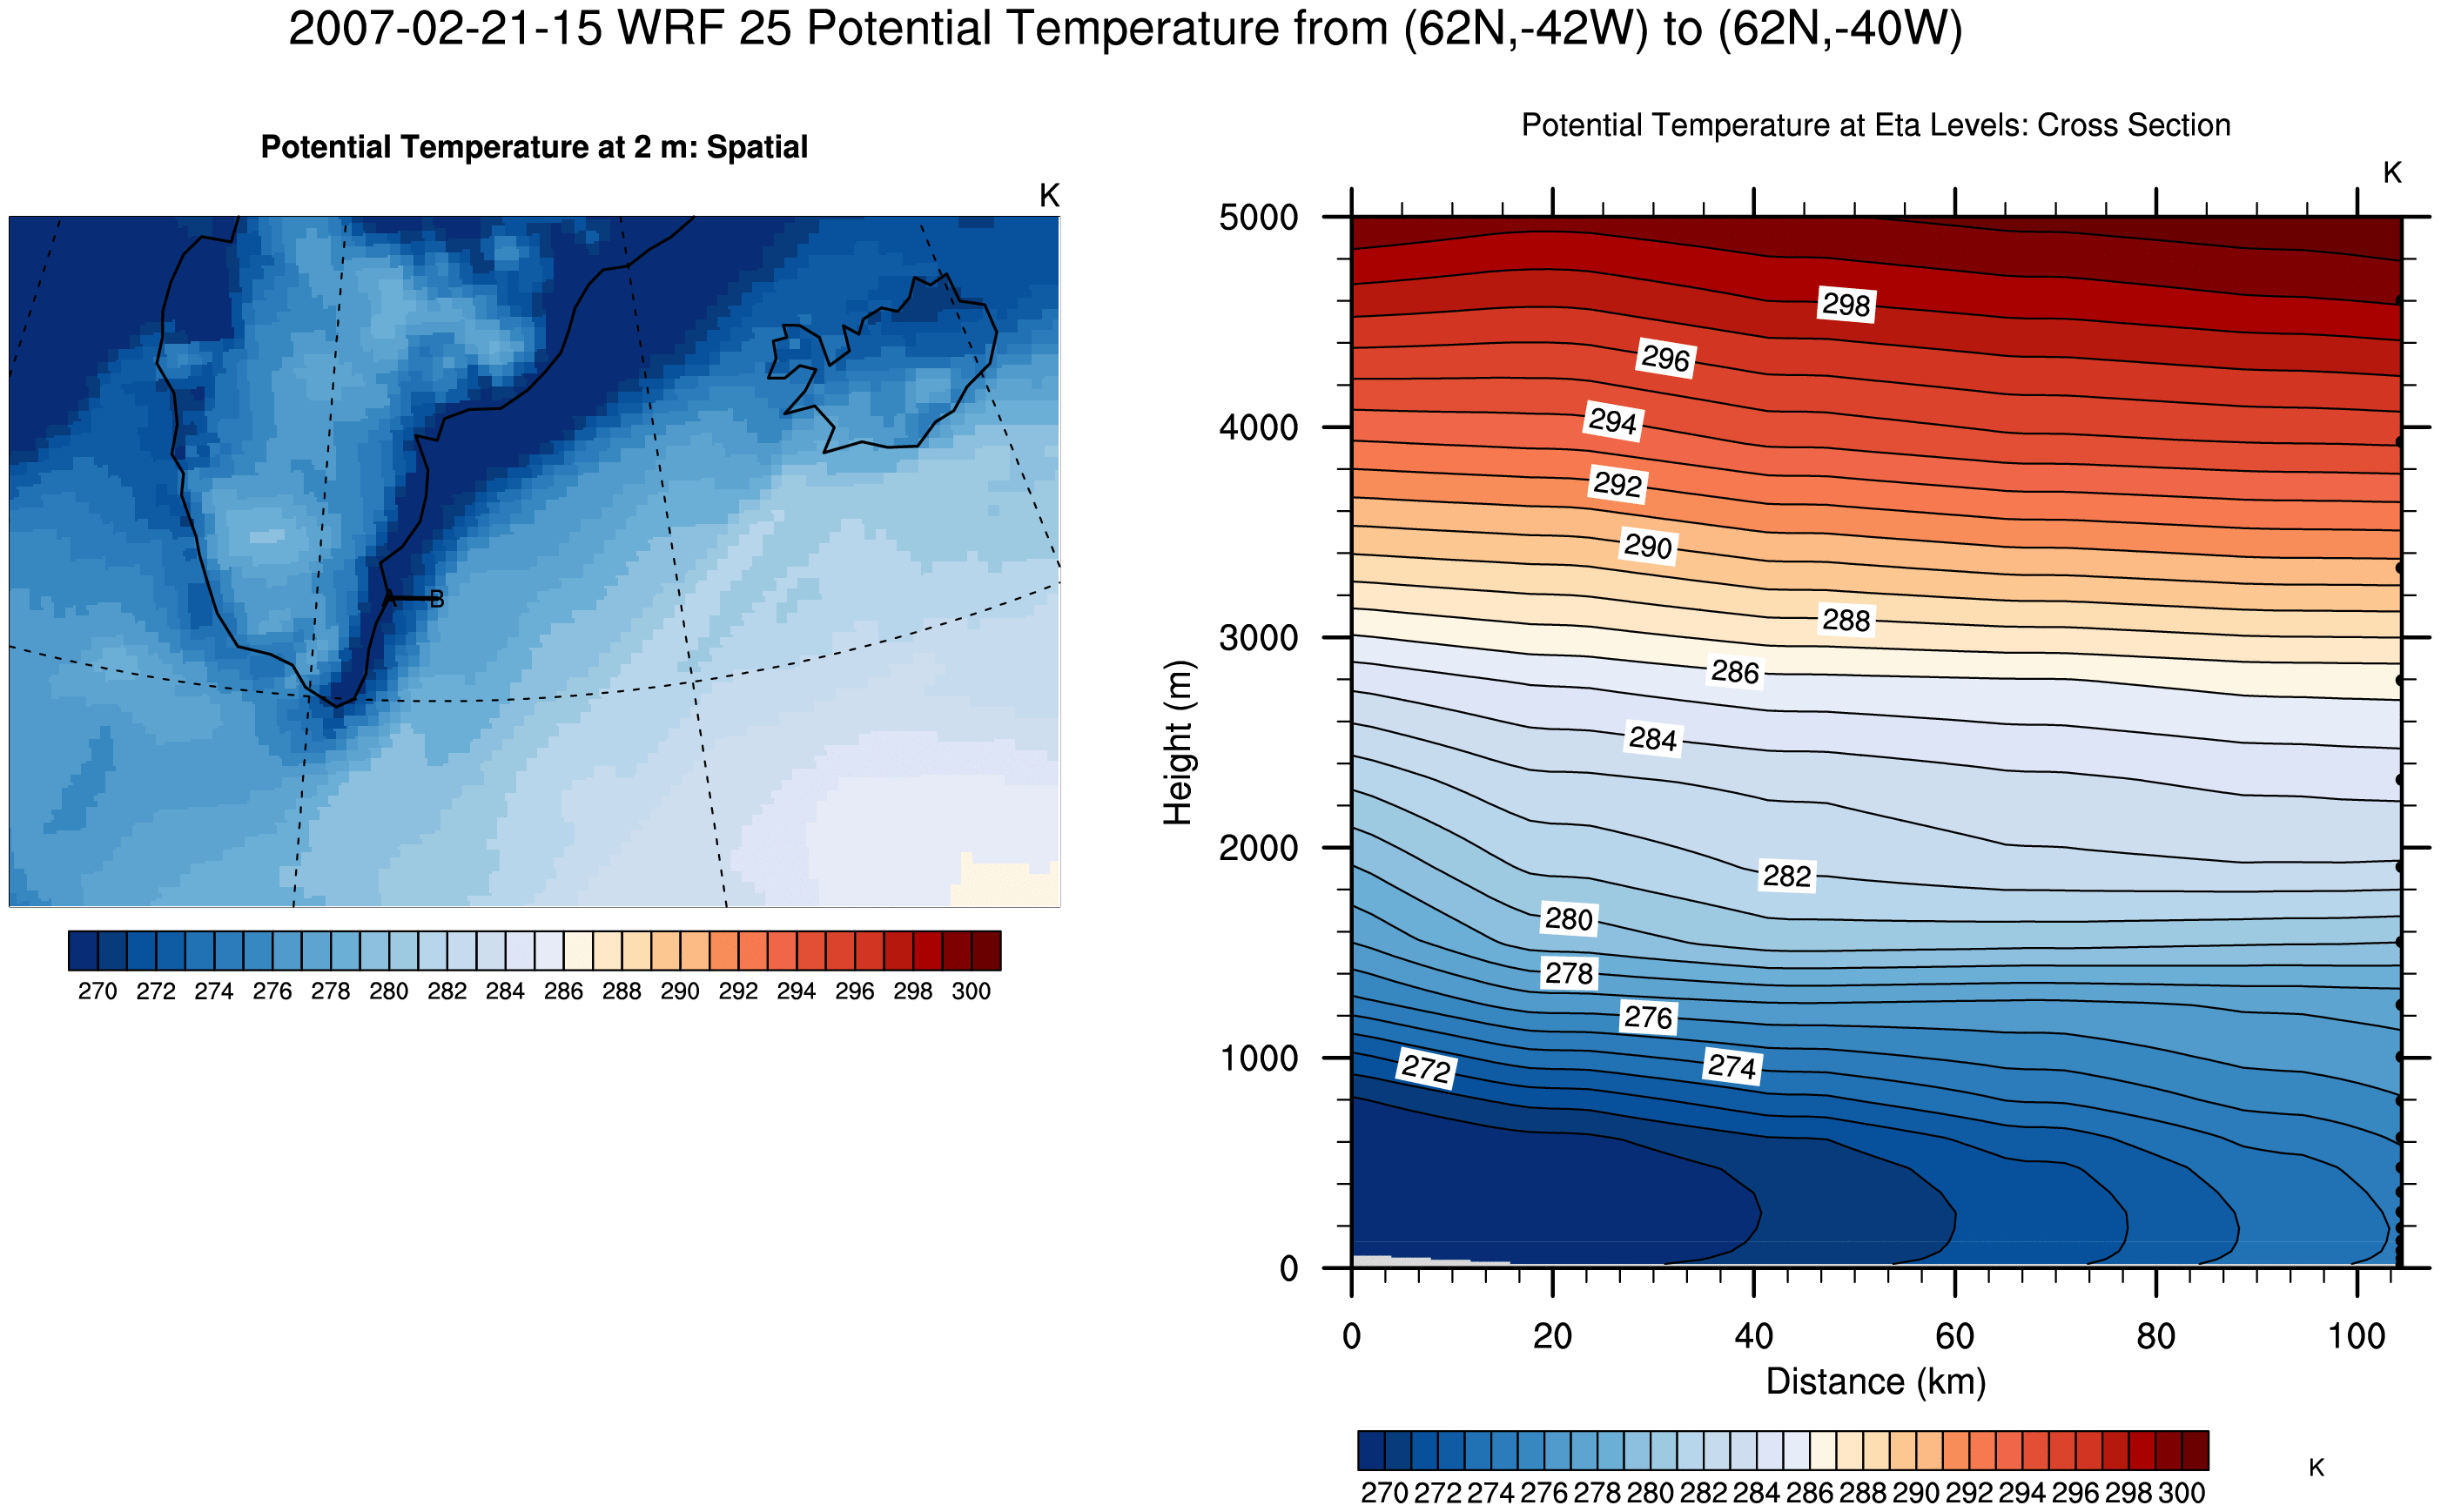 2007-02-21-15 WRF 25 Potential Temperature from (62N,-42W) to (62N,-40W)
Potential Temperature at 2 m: Spatial
K
A B
270 272 274 276 278 280 282 284 286 288 290 292 294 296 298 300
Potential Temperature at Eta Levels: Cross Section
K
5000
4000
3000
2000
1000
0
Height (m)
298
296
294
292
290
288
286
284
282
280
278
276
274
272
0 20 40 60 80 100
Distance (km)
270 272 274 276 278 280 282 284 286 288 290 292 294 296 298 300
K